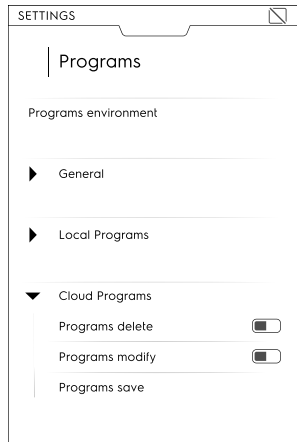 SETTINGS
Programs
Programs environment
General
Local Programs
Cloud Programs
Programs delete
Programs modify
Programs save